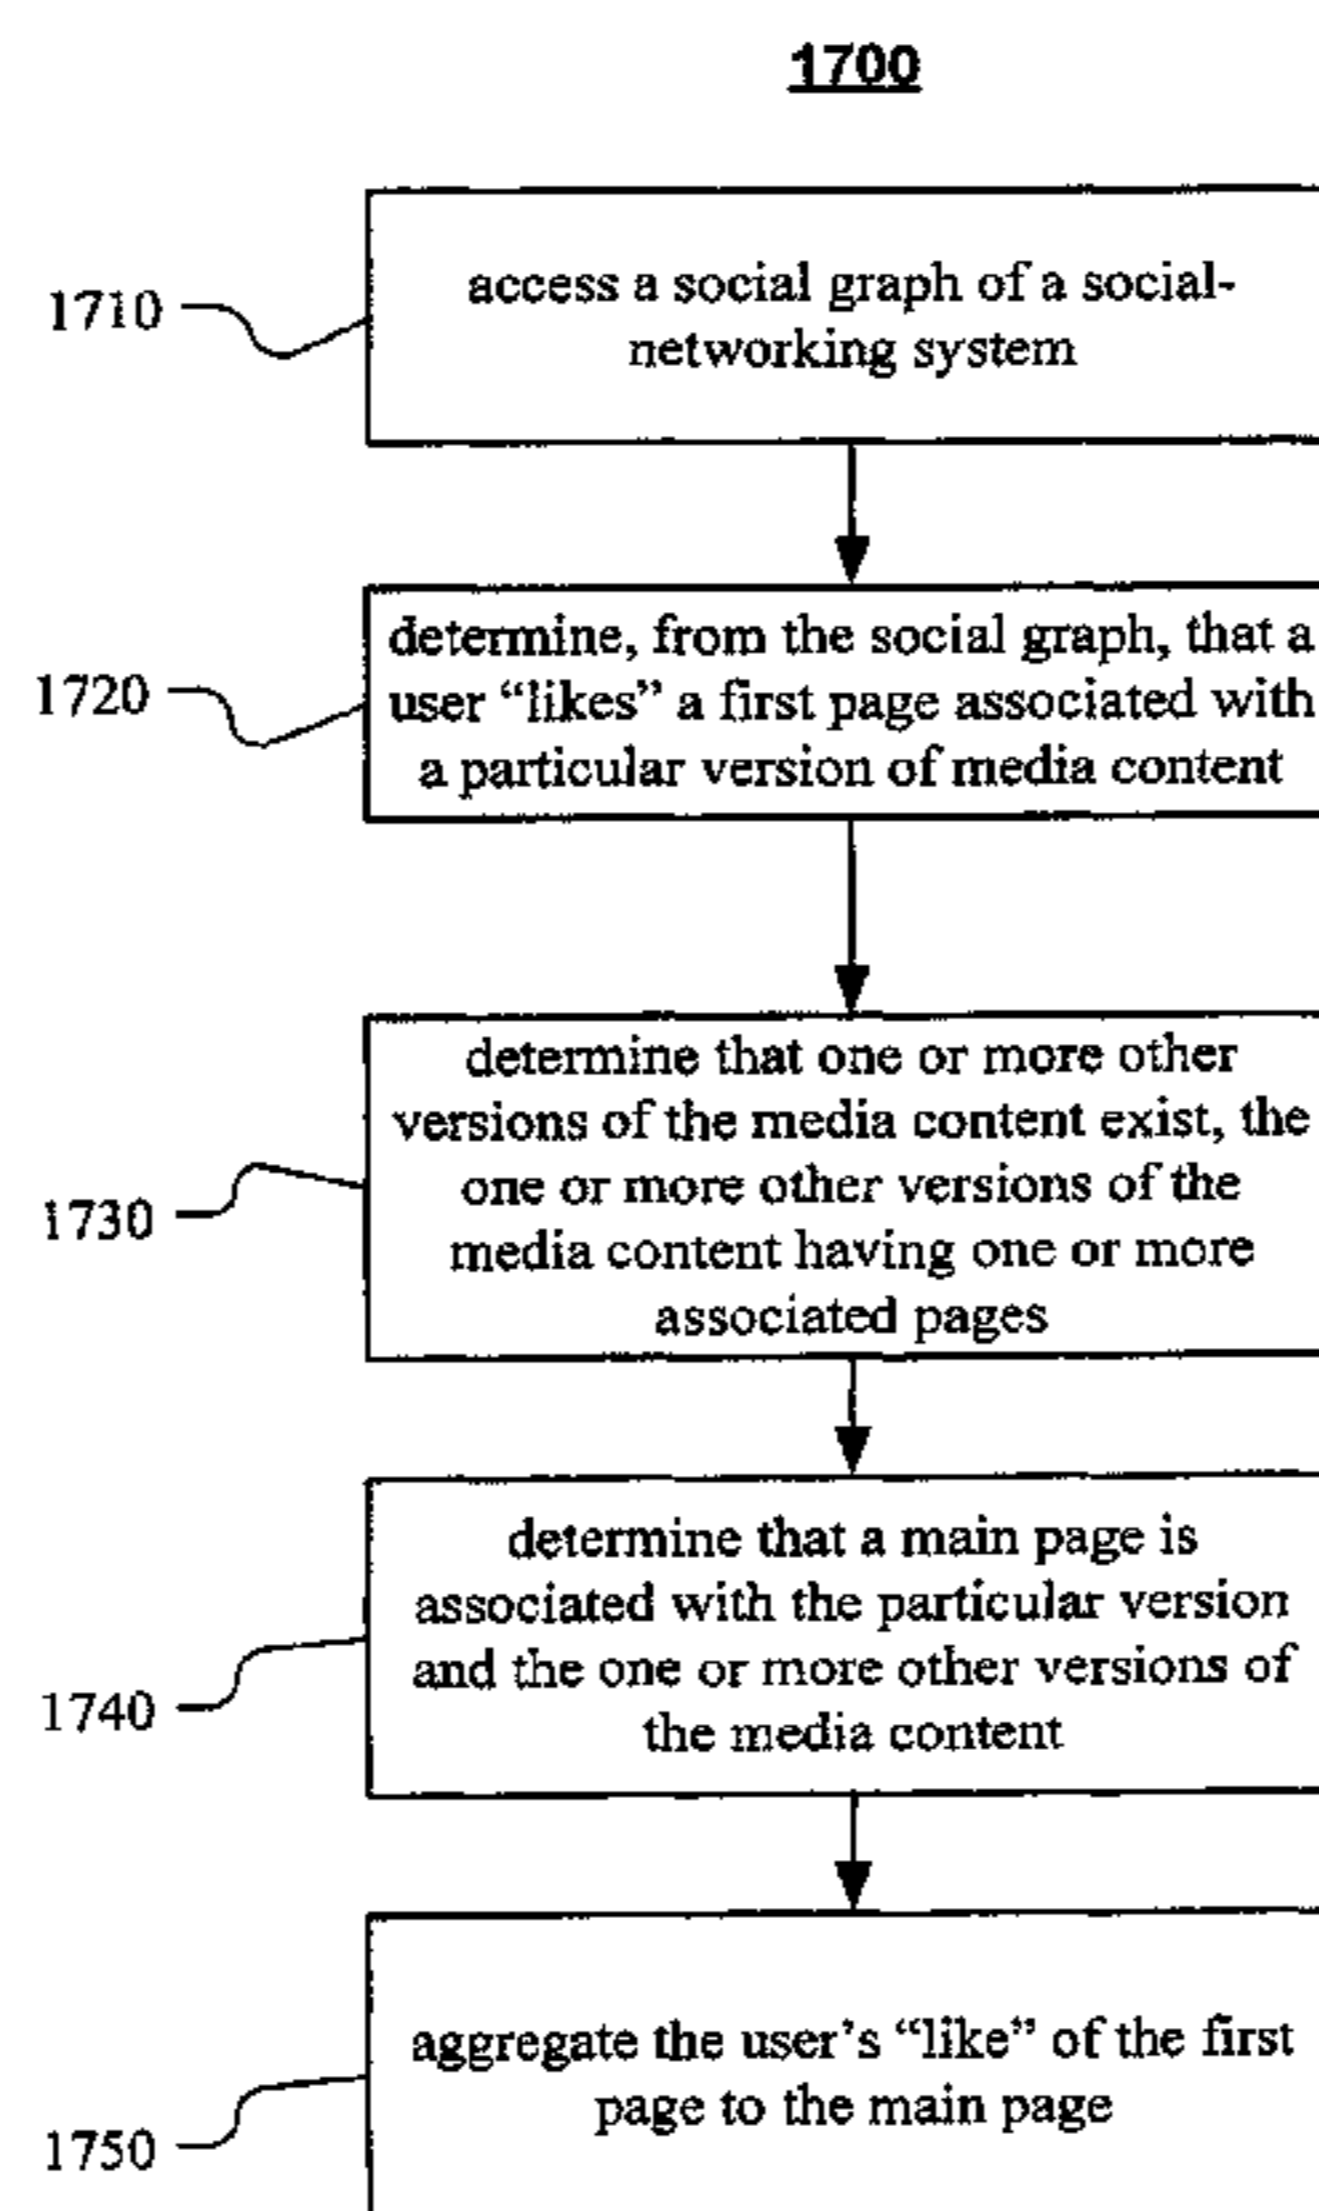 1700
1710
access a social graph of a social-
networking system
1720
determine, from the social graph, that a
user “likes” a first page associated with
a particular version of media content
1730
determine that one or more other
versions of the media content exist, the
one or more other versions of the
media content having one or more
associated pages
1740
determine that a main page is
associated with the particular version
and the one or more other versions of
the media content
1750
aggregate the user’s “like” of the first
page to the main page